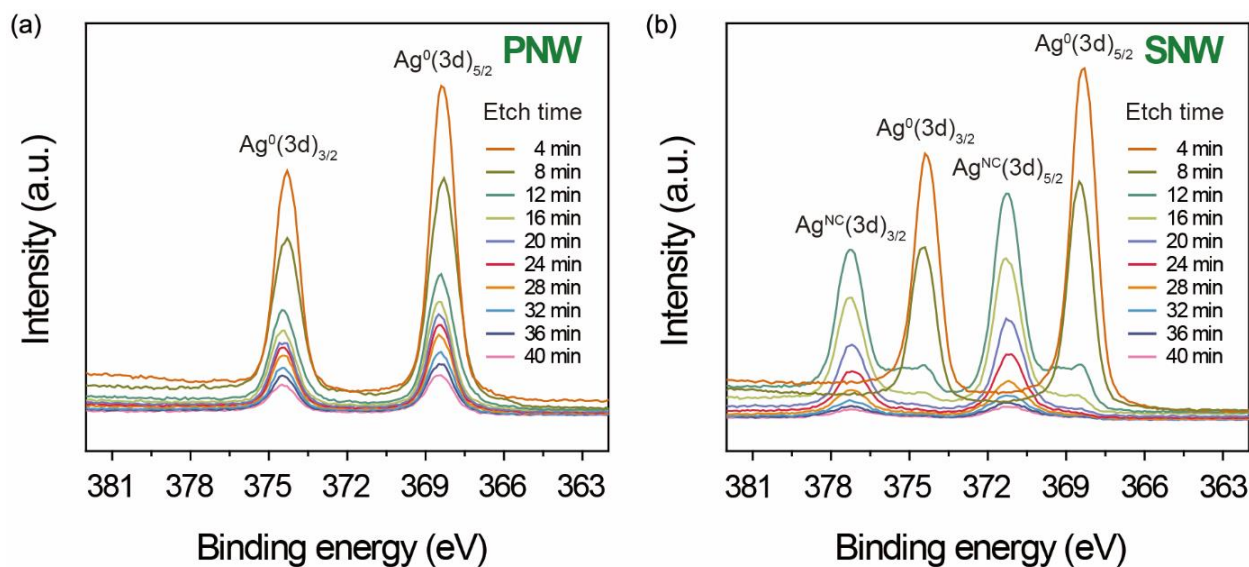 (a)
PNW
Ag⁰(3d)₅/₂
Ag⁰(3d)₃/₂
Etch time
4 min
8 min
12 min
16 min
20 min
24 min
28 min
32 min
36 min
40 min
Intensity (a.u.)
381 378 375 372 369 366 363
Binding energy (eV)
(b)
Ag⁰(3d)₅/₂
SNW
Ag⁰(3d)₃/₂
Ag^NC(3d)₅/₂
Ag^NC(3d)₃/₂
Etch time
4 min
8 min
12 min
16 min
20 min
24 min
28 min
32 min
36 min
40 min
Intensity (a.u.)
381 378 375 372 369 366 363
Binding energy (eV)